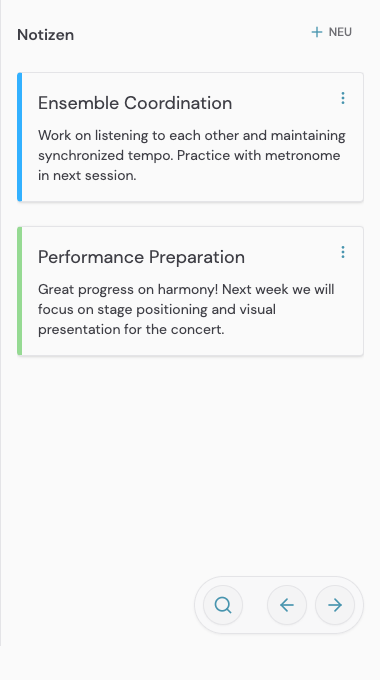 Notizen
NEU
Ensemble Coordination
Work on listening to each other and maintaining
synchronized tempo. Practice with metronome
in next session.
Performance Preparation
Great progress on harmony! Next week we will
focus on stage positioning and visual
presentation for the concert.